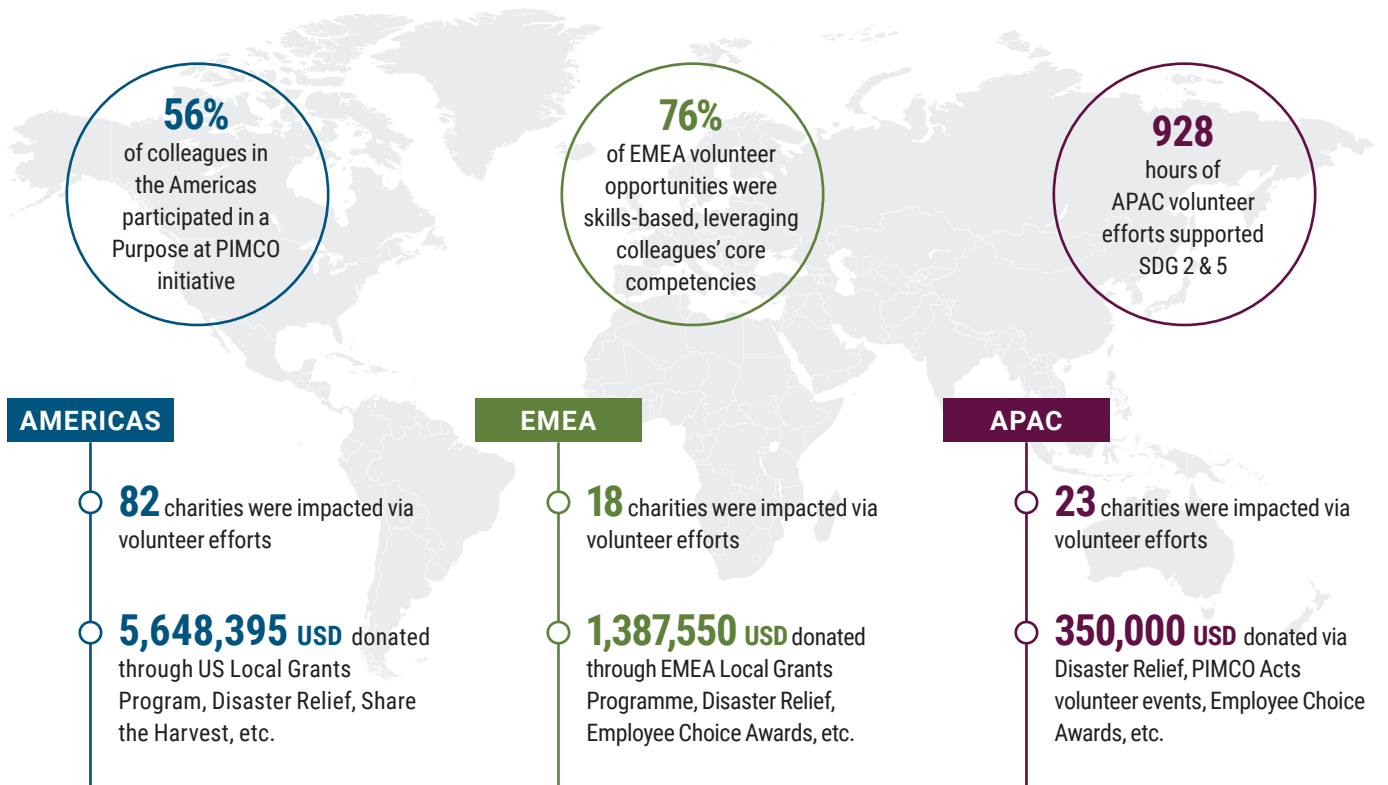 56%
of colleagues in
the Americas
participated in a
Purpose at PIMCO
initiative
76%
of EMEA volunteer
opportunities were
skills-based, leveraging
colleagues’ core
competencies
928
hours of
APAC volunteer
efforts supported
SDG 2 & 5
AMERICAS
82 charities were impacted via
volunteer efforts
5,648,395 USD donated
through US Local Grants
Program, Disaster Relief, Share
the Harvest, etc.
EMEA
18 charities were impacted via
volunteer efforts
1,387,550 USD donated
through EMEA Local Grants
Programme, Disaster Relief,
Employee Choice Awards, etc.
APAC
23 charities were impacted via
volunteer efforts
350,000 USD donated via
Disaster Relief, PIMCO Acts
volunteer events, Employee Choice
Awards, etc.